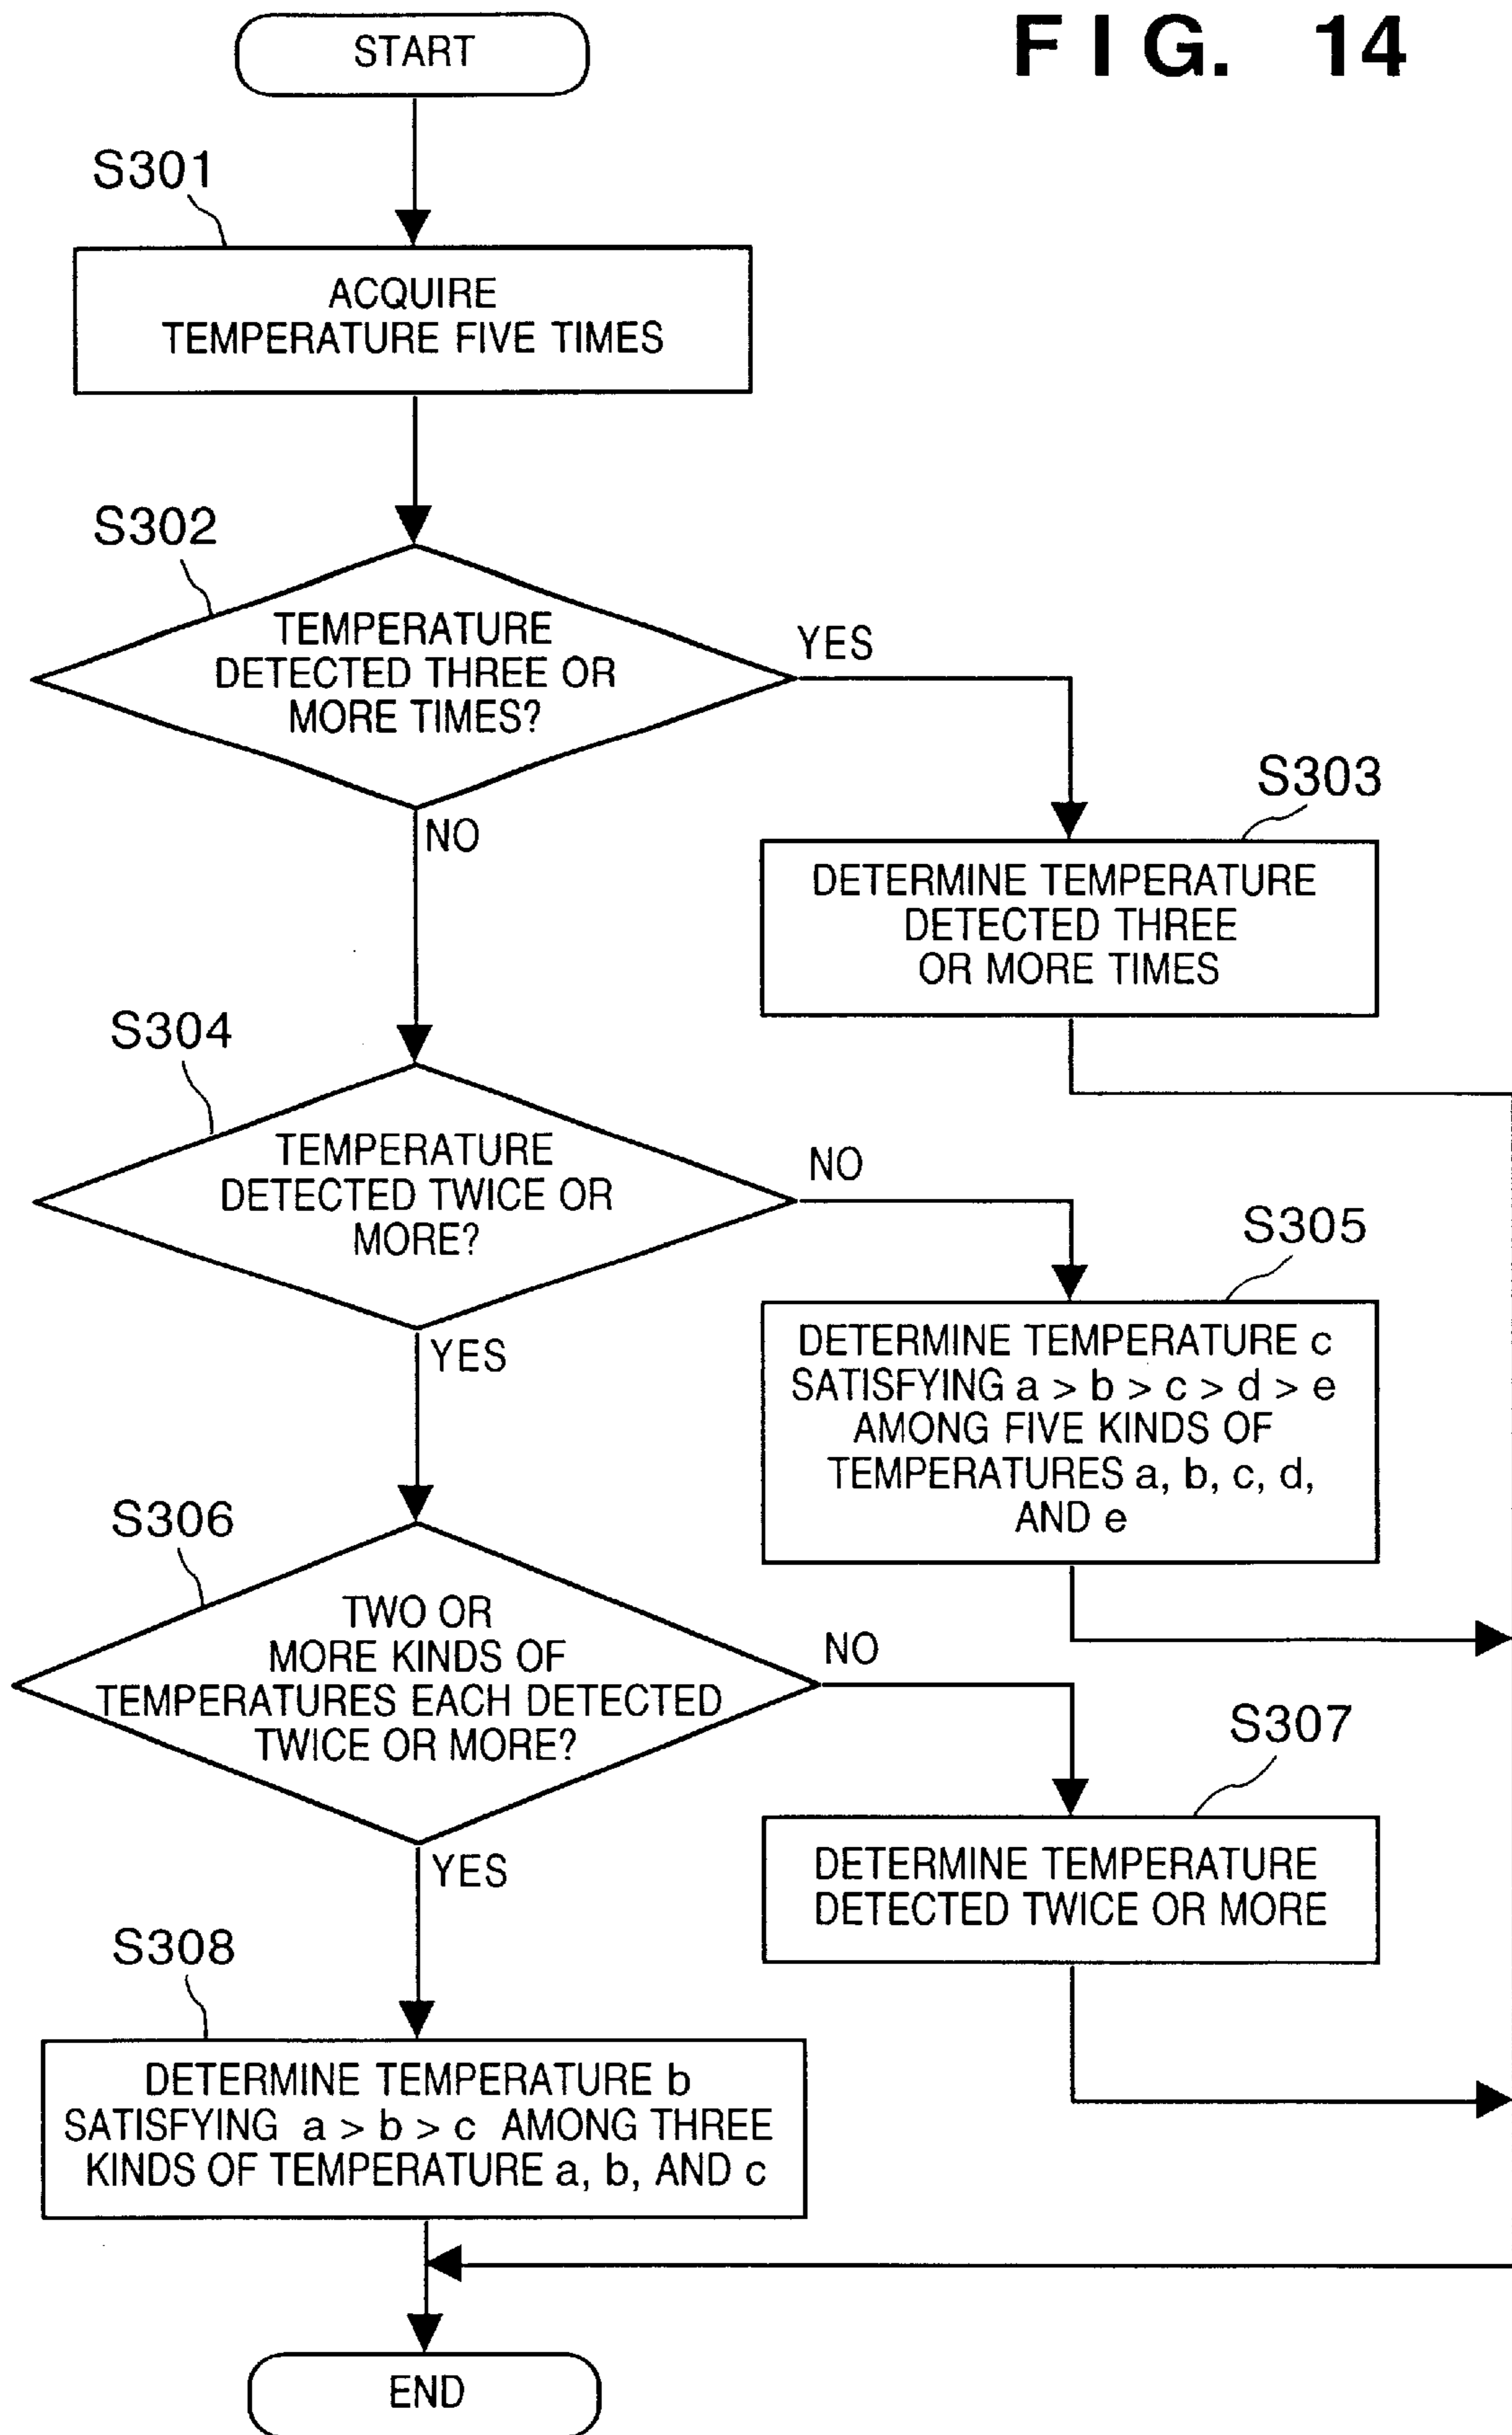 FIG. 14
START
S301
ACQUIRE
TEMPERATURE FIVE TIMES
S302
TEMPERATURE
DETECTED THREE OR
MORE TIMES?
YES
NO
S303
DETERMINE TEMPERATURE
DETECTED THREE
OR MORE TIMES
S304
TEMPERATURE
DETECTED TWICE OR
MORE?
NO
YES
S305
DETERMINE TEMPERATURE c
SATISFYING a > b > c > d > e
AMONG FIVE KINDS OF
TEMPERATURES a, b, c, d,
AND e
S306
TWO OR
MORE KINDS OF
TEMPERATURES EACH DETECTED
TWICE OR MORE?
NO
YES
S307
DETERMINE TEMPERATURE
DETECTED TWICE OR MORE
S308
DETERMINE TEMPERATURE b
SATISFYING a > b > c AMONG THREE
KINDS OF TEMPERATURE a, b, AND c
END